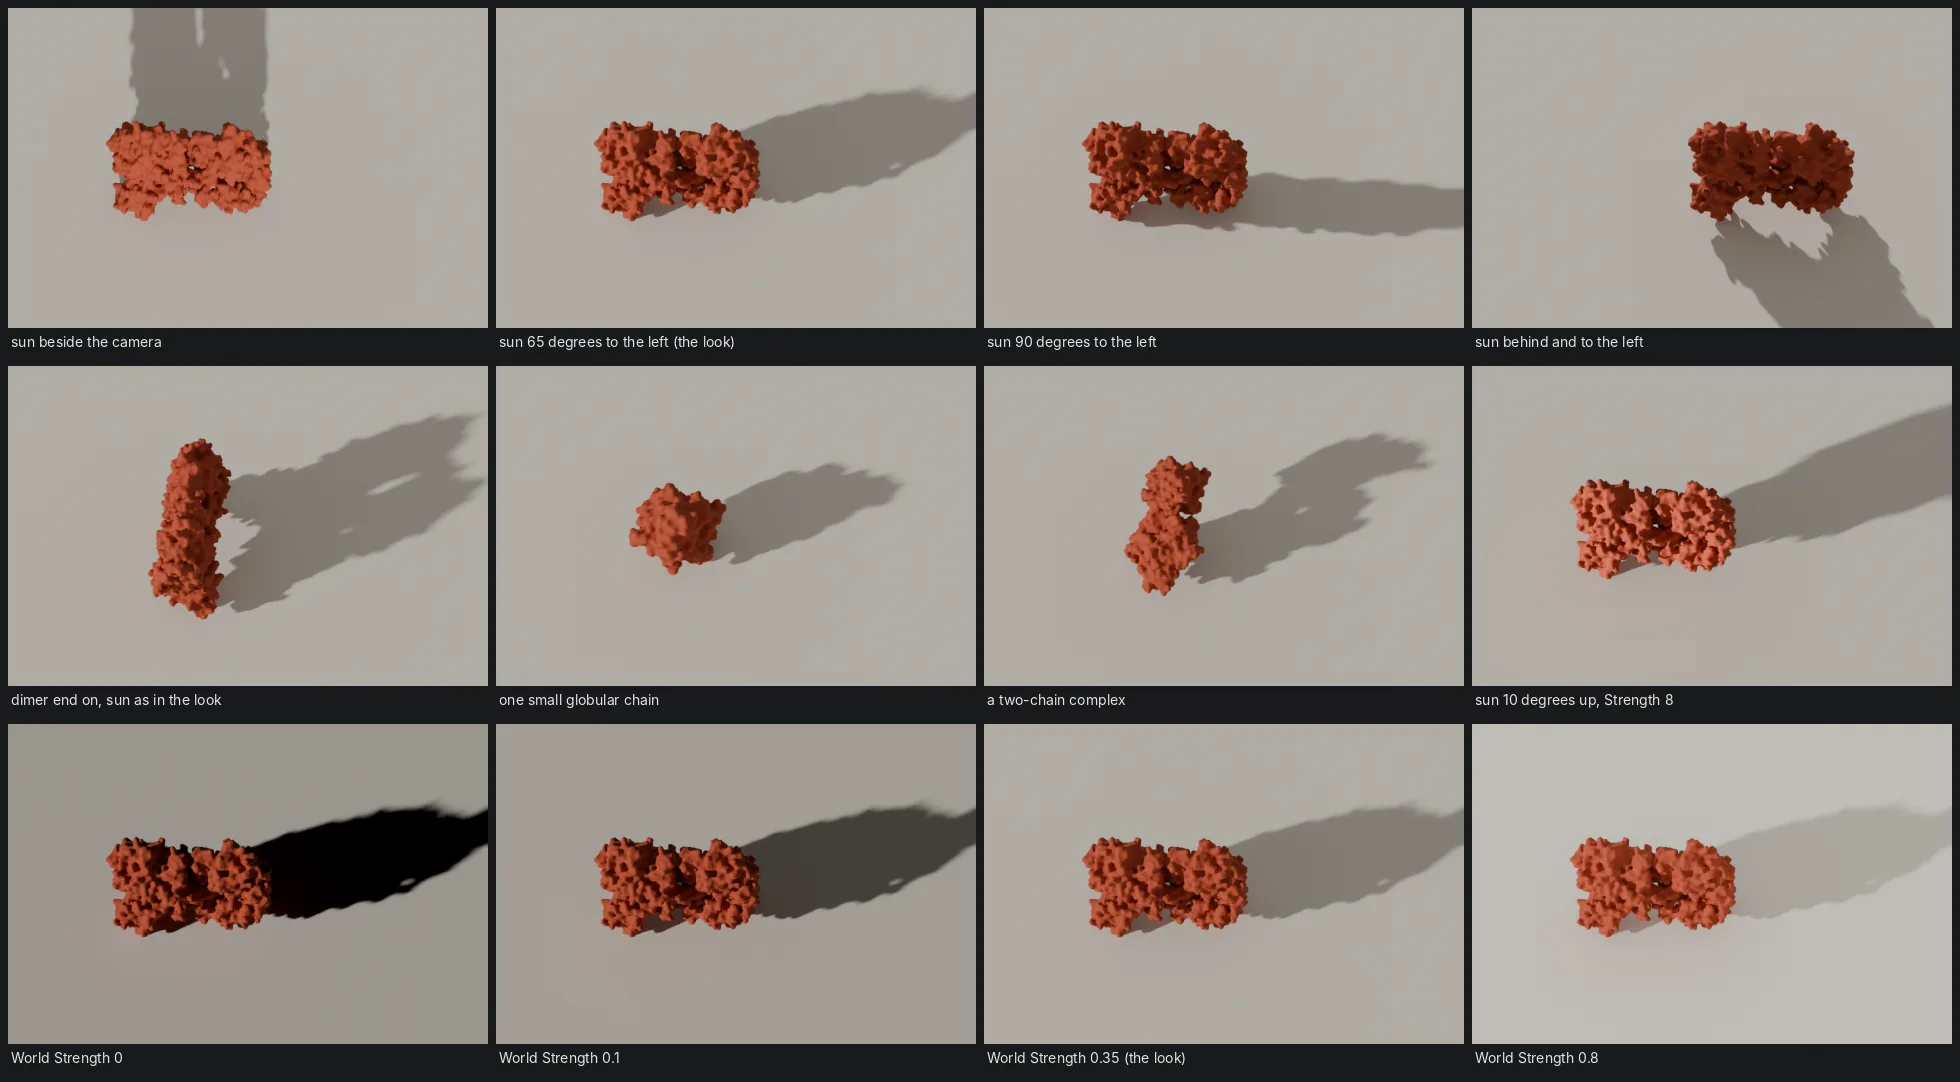 sun beside the camera
sun 65 degrees to the left (the look)
sun 90 degrees to the left
sun behind and to the left
dimer end on, sun as in the look
one small globular chain
a two-chain complex
sun 10 degrees up, Strength 8
World Strength 0
World Strength 0.1
World Strength 0.35 (the look)
World Strength 0.8